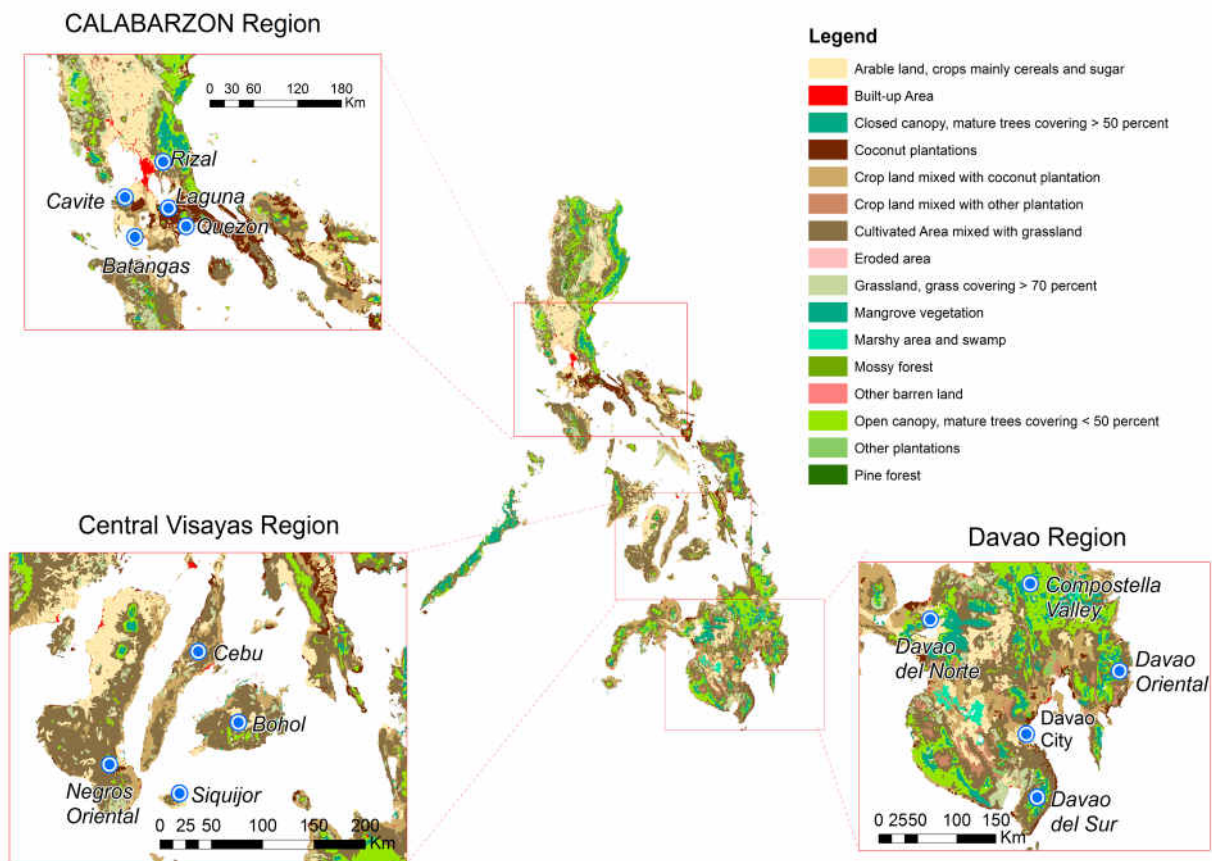 CALABARZON Region
0 30 60 120 180
Km
Rizal
Cavite
Laguna
Quezon
Batangas
Legend
Arable land, crops mainly cereals and sugar
Built-up Area
Closed canopy, mature trees covering > 50 percent
Coconut plantations
Crop land mixed with coconut plantation
Crop land mixed with other plantation
Cultivated Area mixed with grassland
Eroded area
Grassland, grass covering > 70 percent
Mangrove vegetation
Marshy area and swamp
Mossy forest
Other barren land
Open canopy, mature trees covering < 50 percent
Other plantations
Pine forest
Central Visayas Region
Cebu
Bohol
Negros
Oriental
Siquijor
0 25 50 100 150 200
Km
Davao Region
Compostella
Valley
Davao
del Norte
Davao
Oriental
Davao
City
Davao
del Sur
0 2550 100 150
Km